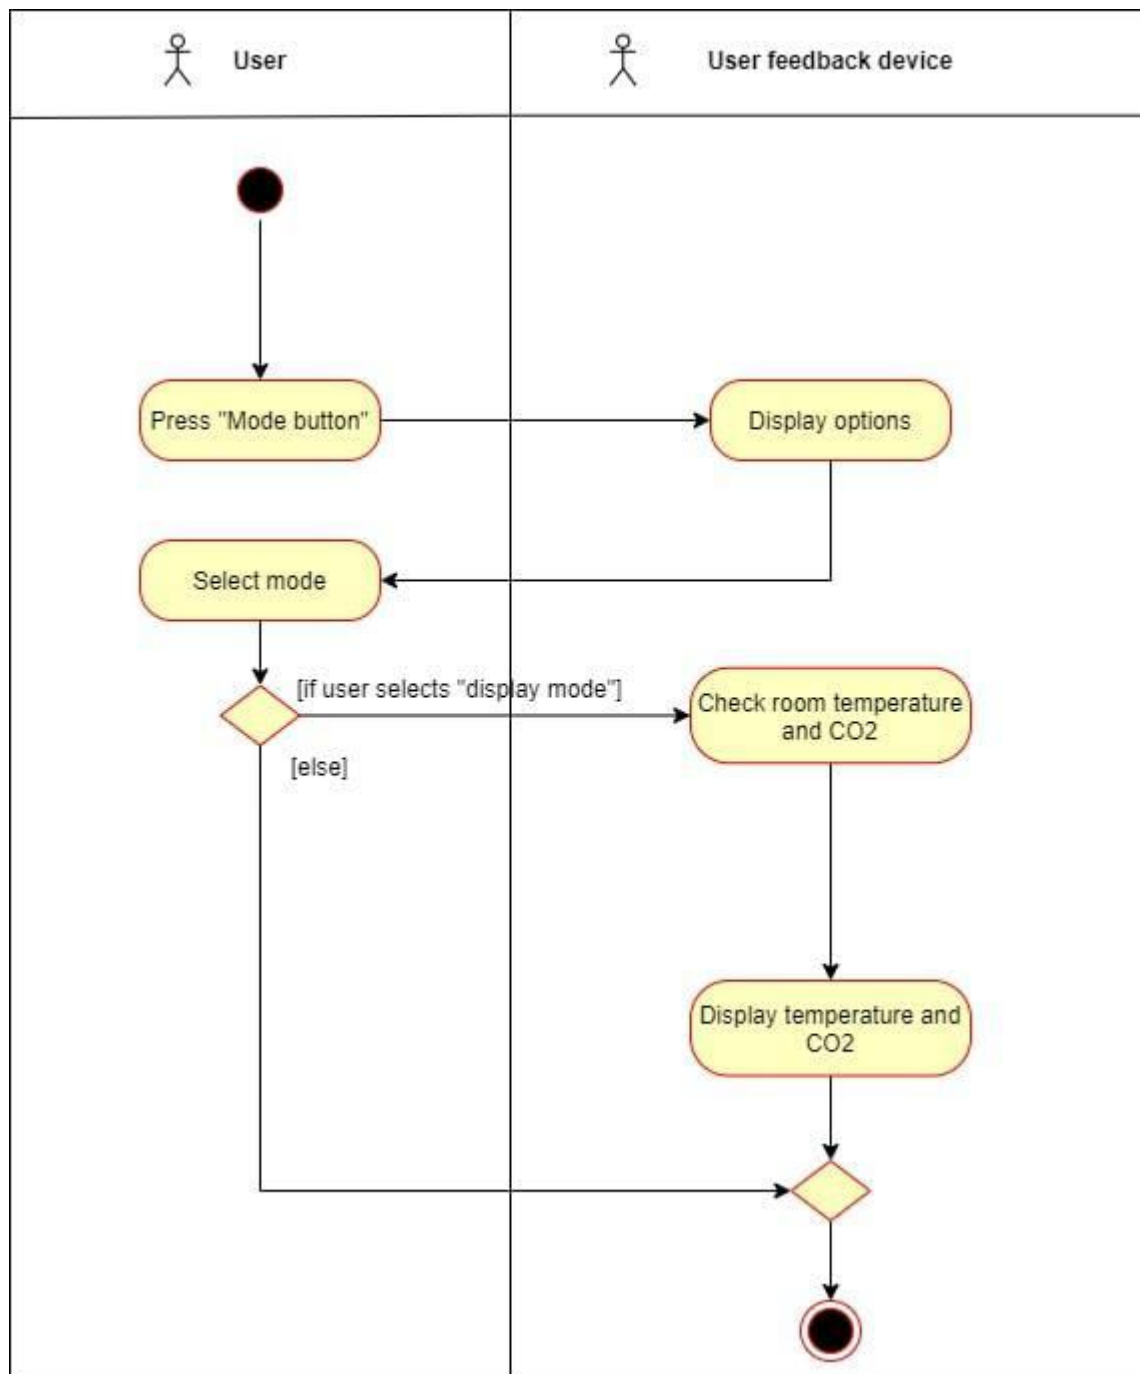 User
User feedback device
Press "Mode button"
Display options
Select mode
[if user selects "display mode"]
Check room temperature
and CO2
[else]
Display temperature and
CO2